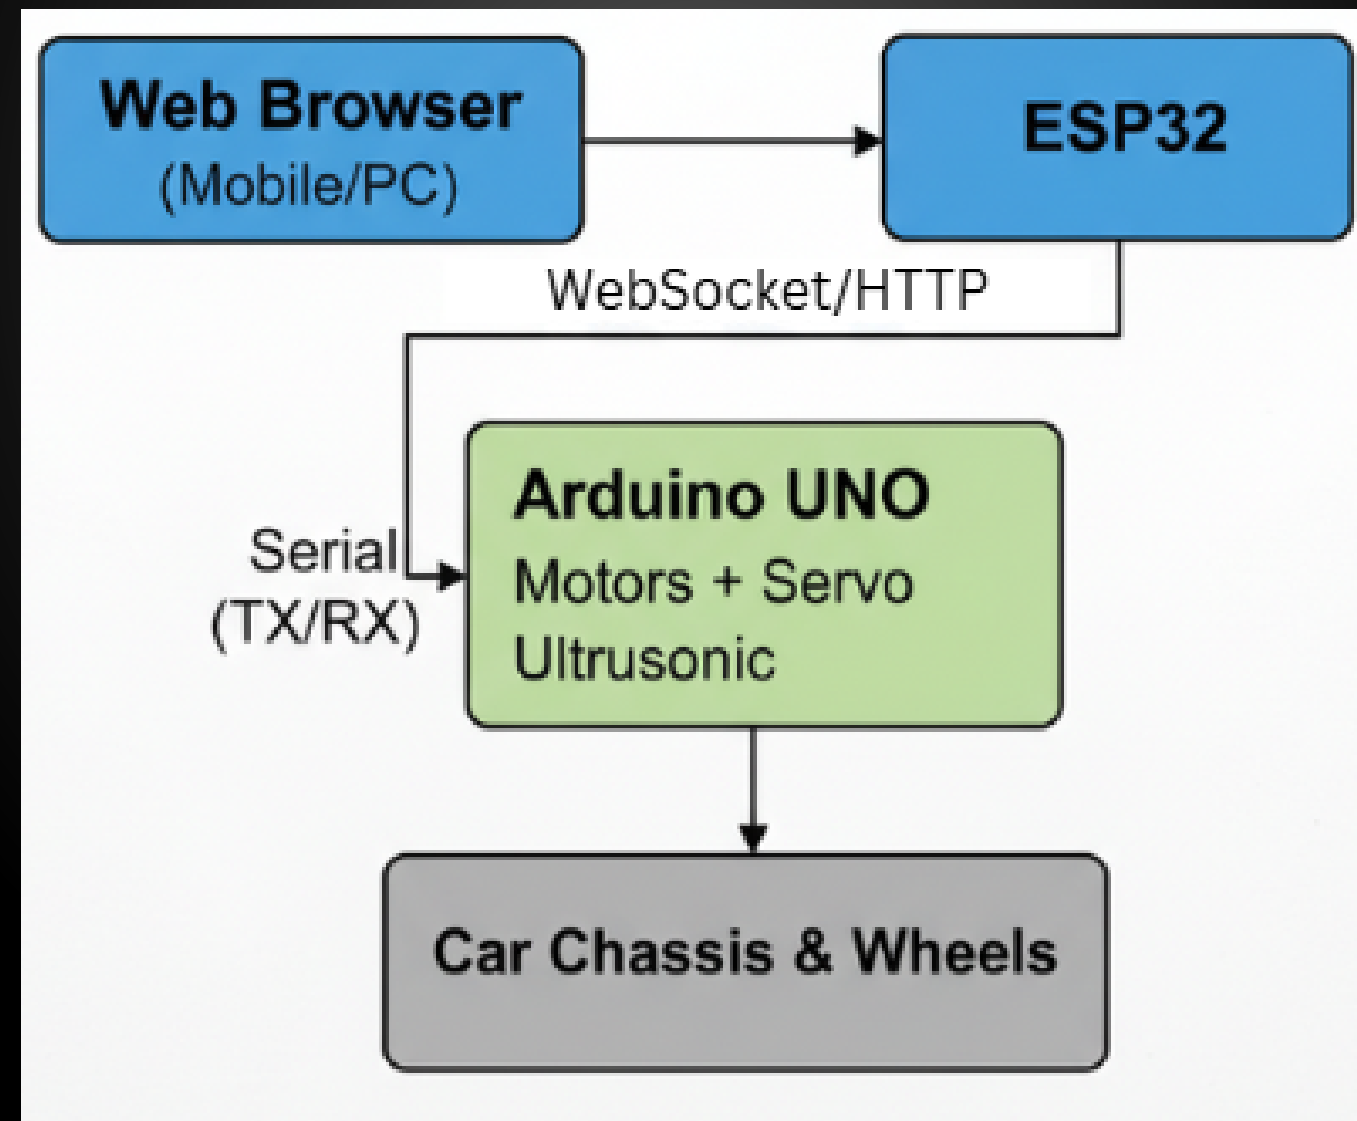 Web Browser
(Mobile/PC)
ESP32
WebSocket/HTTP
Serial
(TX/RX)
Arduino UNO
Motors + Servo
Ultrusonic
Car Chassis & Wheels